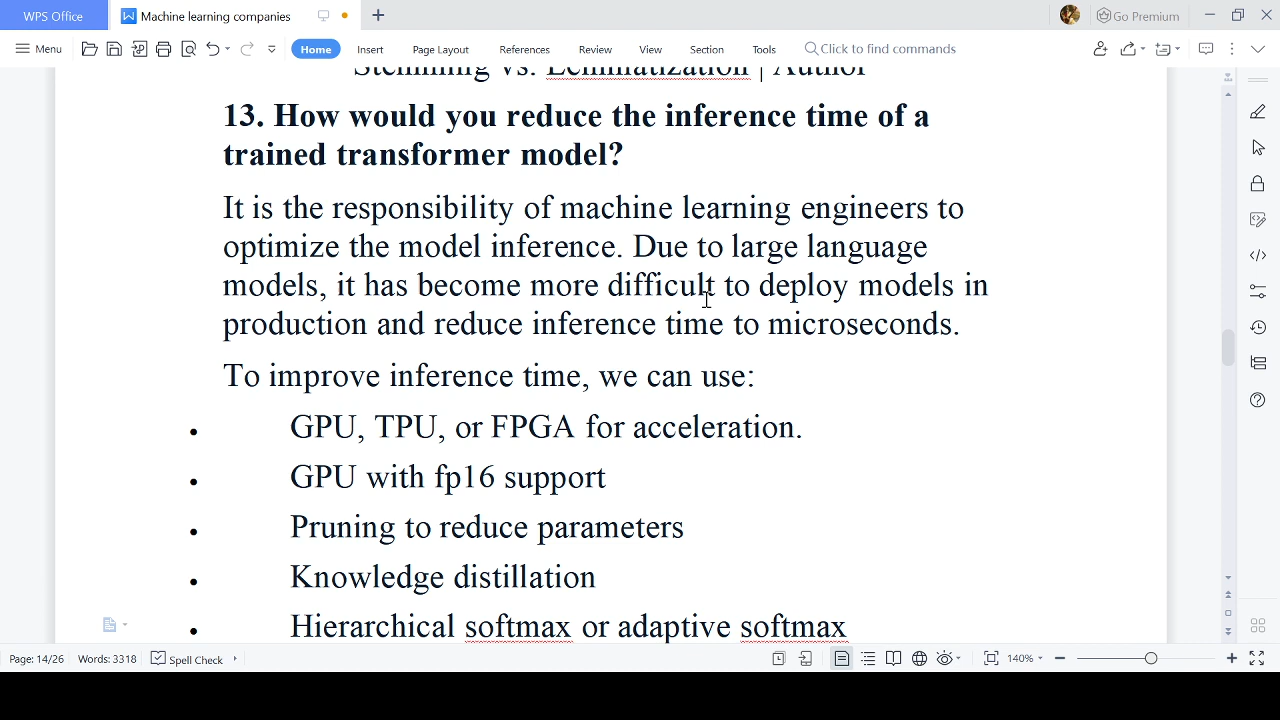 WPS Office
Machine learning companies
Go Premium
Menu
Home Insert Page Layout References Review View Section Tools Click to find commands
Stemming vs. Lemmatization | Author
13. How would you reduce the inference time of a
trained transformer model?
It is the responsibility of machine learning engineers to
optimize the model inference. Due to large language
models, it has become more difficult to deploy models in
production and reduce inference time to microseconds.
To improve inference time, we can use:
• GPU, TPU, or FPGA for acceleration.
• GPU with fp16 support
• Pruning to reduce parameters
• Knowledge distillation
• Hierarchical softmax or adaptive softmax
Page: 14/26 Words: 3318 Spell Check 140%